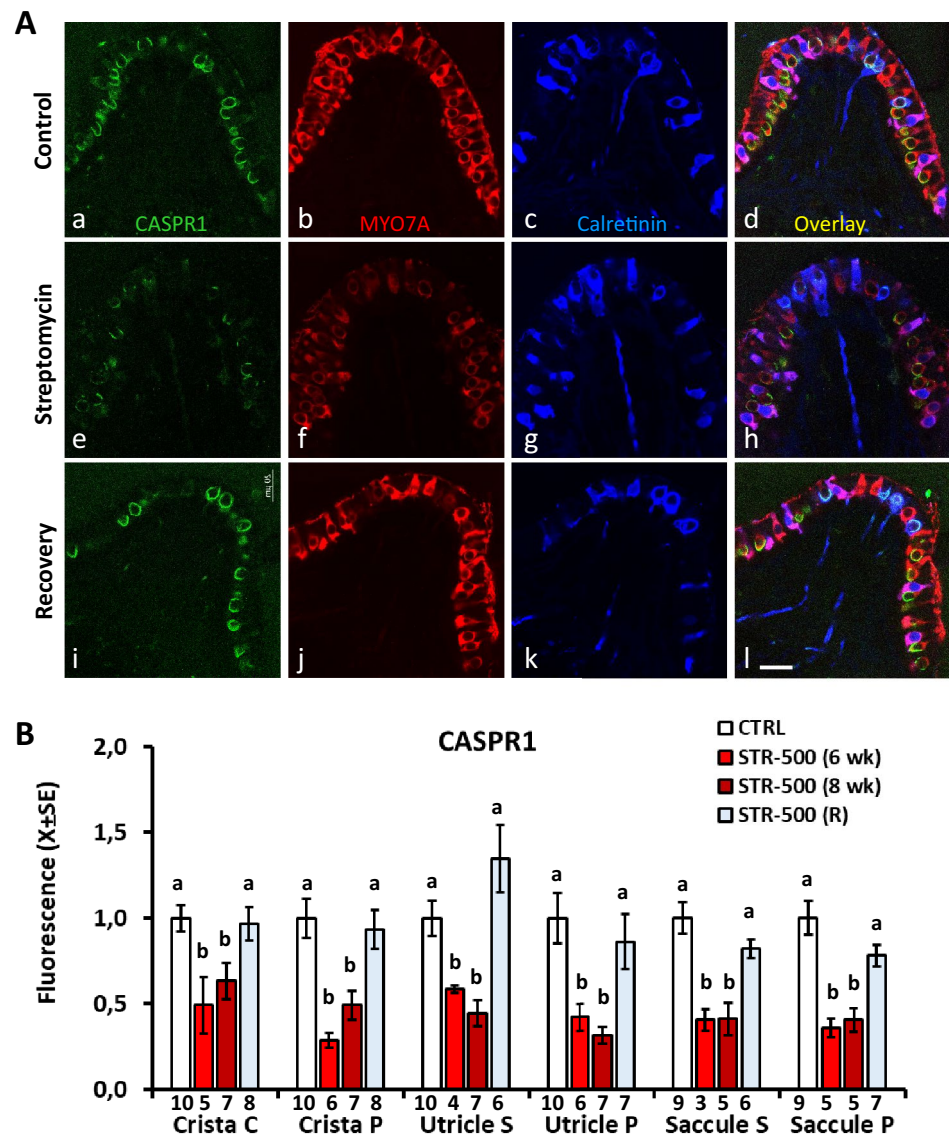 A
Control
a
CASPR1
b
MYO7A
c
Calretinin
d
Overlay
Streptomycin
e
f
g
h
Recovery
i
j
k
l
B
CASPR1
CTRL
STR-500 (6 wk)
STR-500 (8 wk)
STR-500 (R)
Fluorescence (X±SE)
2,0
1,5
1,0
0,5
0,0
a b b a
a b b a
a b b a
a b b a
a b b a
a b b a
10 5 7 8 10 6 7 8 10 4 7 6 10 6 7 7 9 3 5 6 9 5 5 7
Crista C Crista P Utricle S Utricle P Saccule S Saccule P